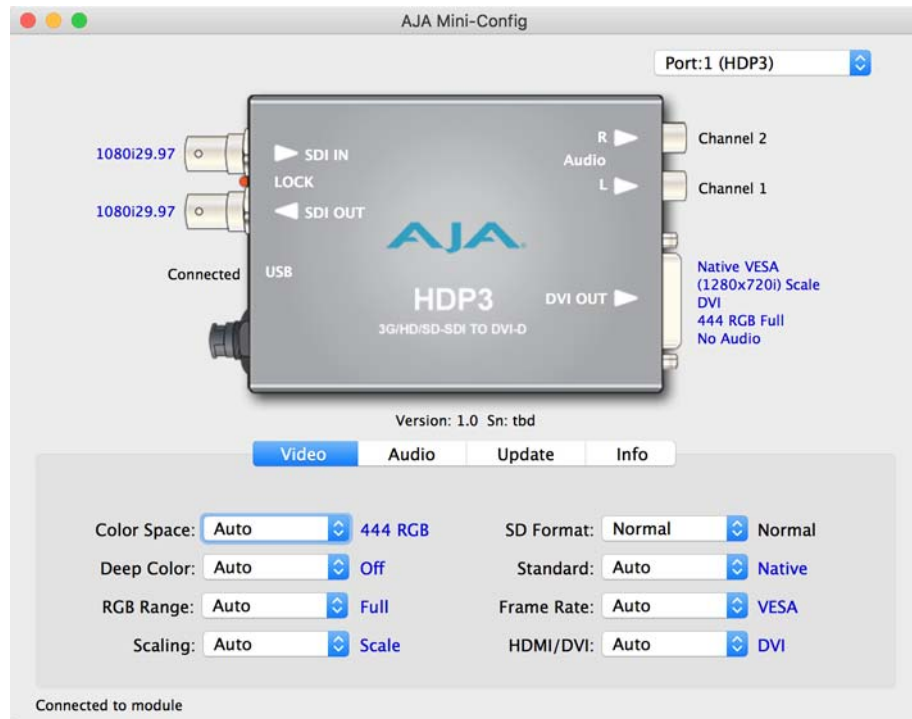 AJA Mini-Config
Port:1 (HDP3)
1080i29.97
SDI IN
LOCK
1080i29.97
SDI OUT
Connected
USB
R
Audio
L
Channel 2
Channel 1
AJA
HDP3
3G/HD/SD-SDI TO DVI-D
DVI OUT
Native VESA
(1280x720i) Scale
DVI
444 RGB Full
No Audio
Version: 1.0 Sn: tbd
Video Audio Update Info
Color Space: Auto 444 RGB
Deep Color: Auto Off
RGB Range: Auto Full
Scaling: Auto Scale
SD Format: Normal Normal
Standard: Auto Native
Frame Rate: Auto VESA
HDMI/DVI: Auto DVI
Connected to module